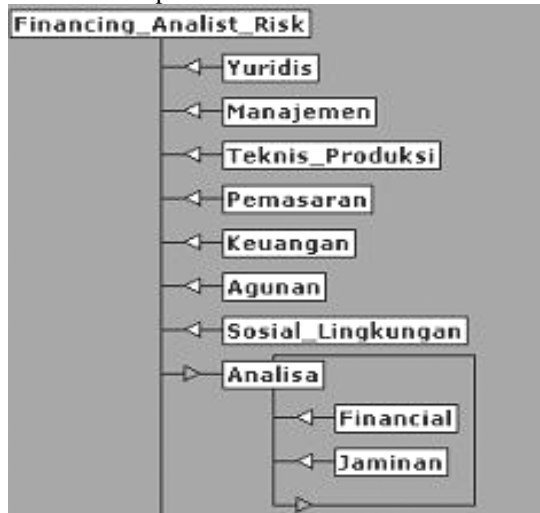 Financing_Analist_Risk
Yuridis
Manajemen
Teknis_Produksi
Pemasaran
Keuangan
Agunan
Sosial_Lingkungan
Analisa
Financial
Jaminan